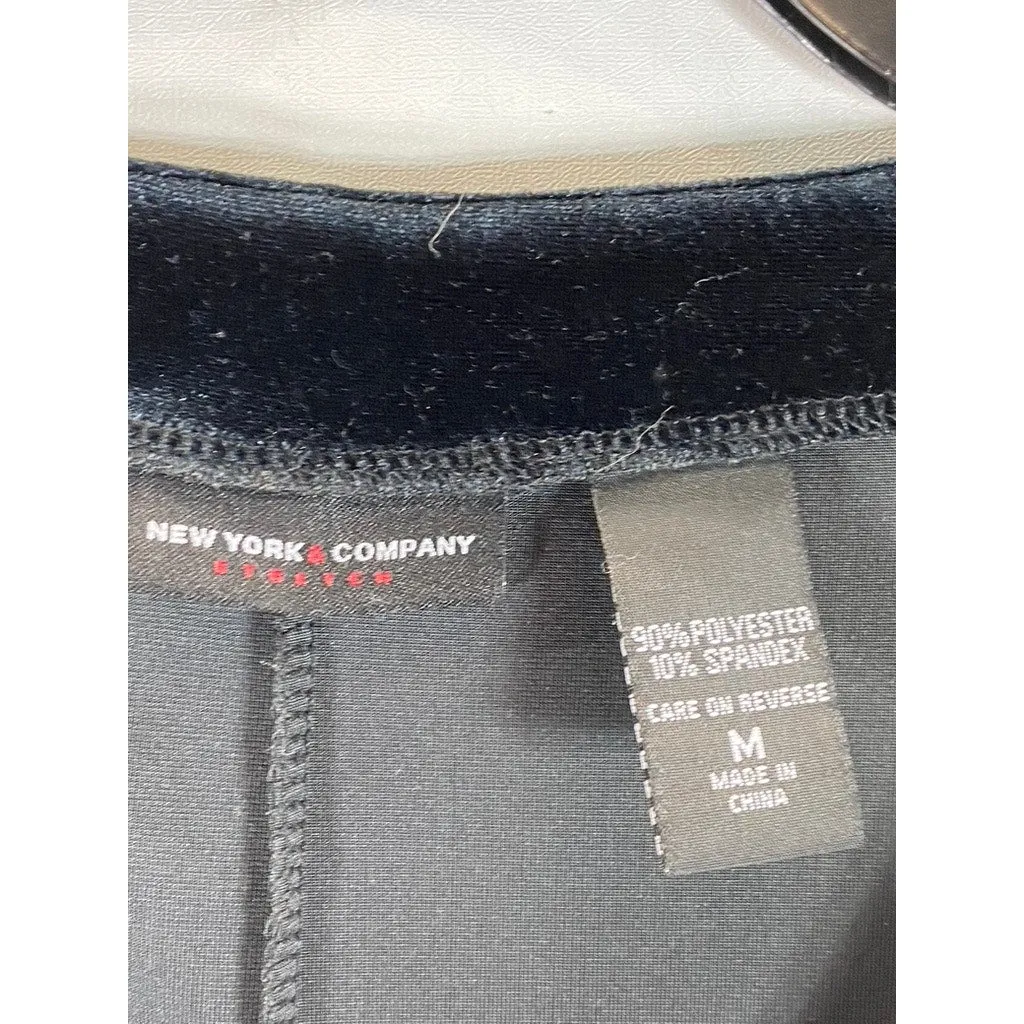 NEW YORK & COMPANY
STRETCH
90% POLYESTER
10% SPANDEX
CARE ON REVERSE
M
MADE IN
CHINA